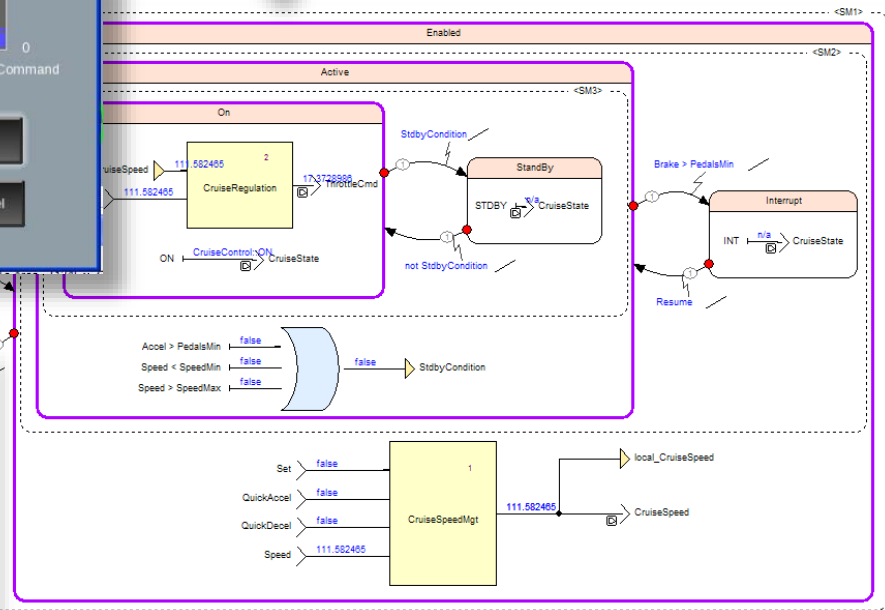 <SM1>
Enabled
0
<SM2>
Command
Active
<SM3>
On
StdbyCondition
StandBy
Brake > PedalsMin
2
1
uiseSpeed
111.582465
CruiseRegulation
17.3728986
ThrottleCmd
111.582465
1
Interrupt
STDBY
n/a
CruiseState
el
INT
n/a
CruiseState
1
CruiseControl::ON
ON
CruiseState
not StdbyCondition
1
Resume
Accel > PedalsMin
false
Speed < SpeedMin
false
false
StdbyCondition
Speed > SpeedMax
false
Set
false
1
local_CruiseSpeed
QuickAccel
false
111.582465
CruiseSpeed
QuickDecel
false
CruiseSpeedMgt
Speed
111.582465